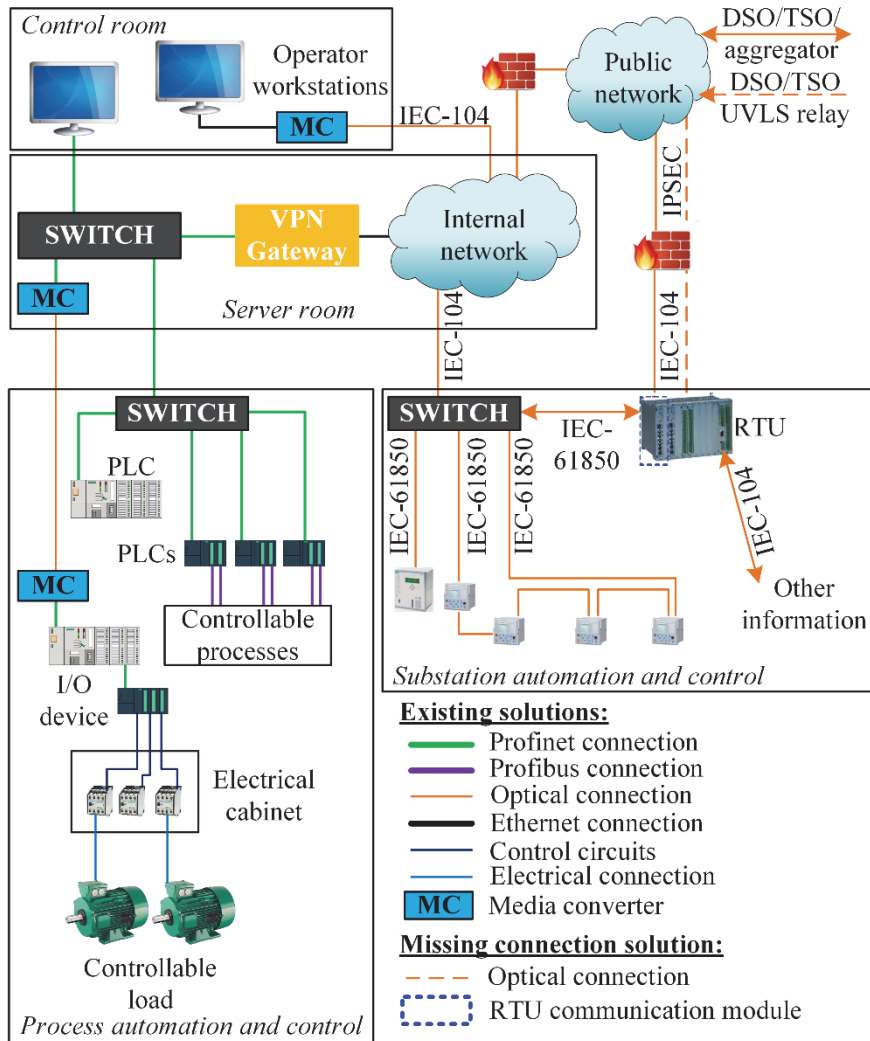 Control room
Operator
workstations
MC
IEC-104
Public
network
DSO/TSO/
aggregator
DSO/TSO
UVLS relay
IPSEC
SWITCH
VPN
Gateway
Internal
network
MC
Server room
IEC-104
IEC-104
SWITCH
PLC
PLCs
MC
Controllable
processes
I/O
device
Electrical
cabinet
Controllable
load
Process automation and control
SWITCH
IEC-
61850
RTU
IEC-61850
IEC-61850
IEC-61850
IEC-104
Other
information
Substation automation and control
Existing solutions:
Profinet connection
Profibus connection
Optical connection
Ethernet connection
Control circuits
Electrical connection
MC Media converter
Missing connection solution:
Optical connection
RTU communication module